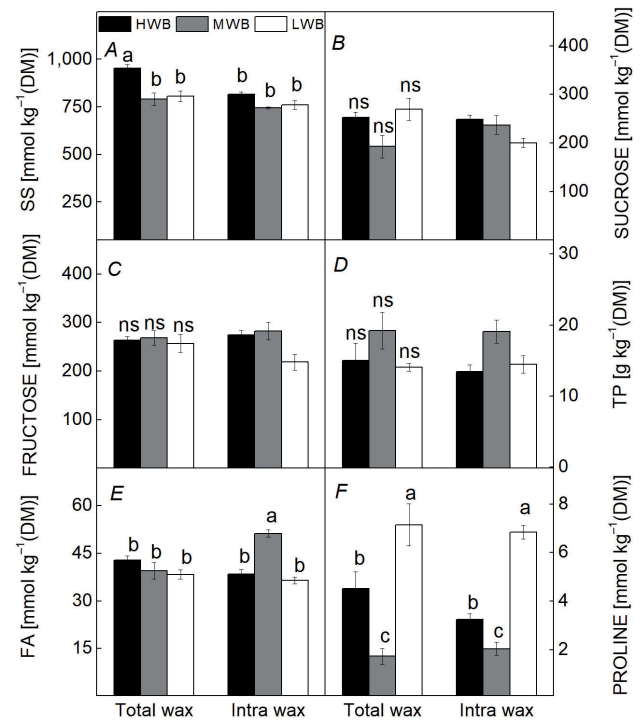 HWB MWB LWB
A
B
1,000
750
500
250
SS [mmol kg⁻¹(DM)]
a b b b b b
400
300
200
100
SUCROSE [mmol kg⁻¹(DM)]
ns ns ns
C
D
400
300
200
100
FRUCTOSE [mmol kg⁻¹(DM)]
ns ns ns
30
20
10
0
TP [g kg⁻¹(DM)]
ns ns ns
E
F
60
45
30
15
FA [mmol kg⁻¹(DM)]
b b b b a b
8
6
4
2
PROLINE [mmol kg⁻¹(DM)]
b c a b c a
Total wax Intra wax Total wax Intra wax